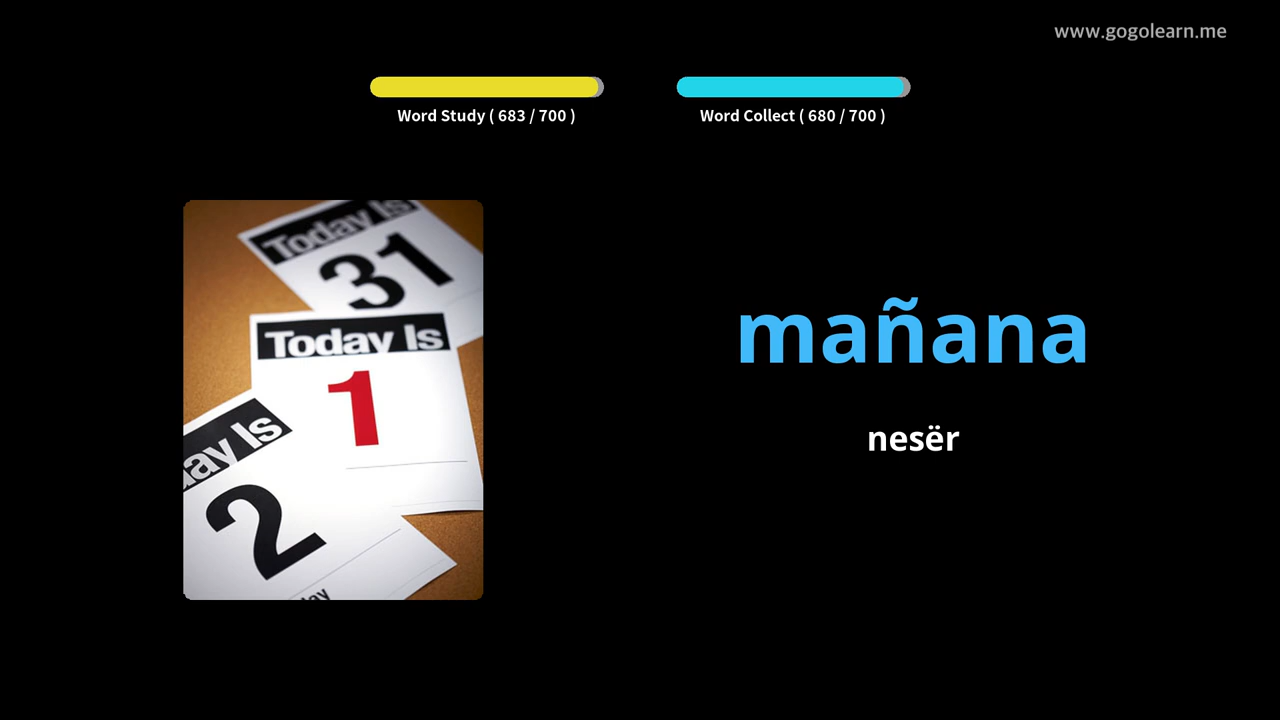 www.gogolearn.me
Word Study ( 683 / 700 )
Word Collect ( 680 / 700 )
Today Is
31
Today Is
1
ay Is
2
day
mañana
nesër